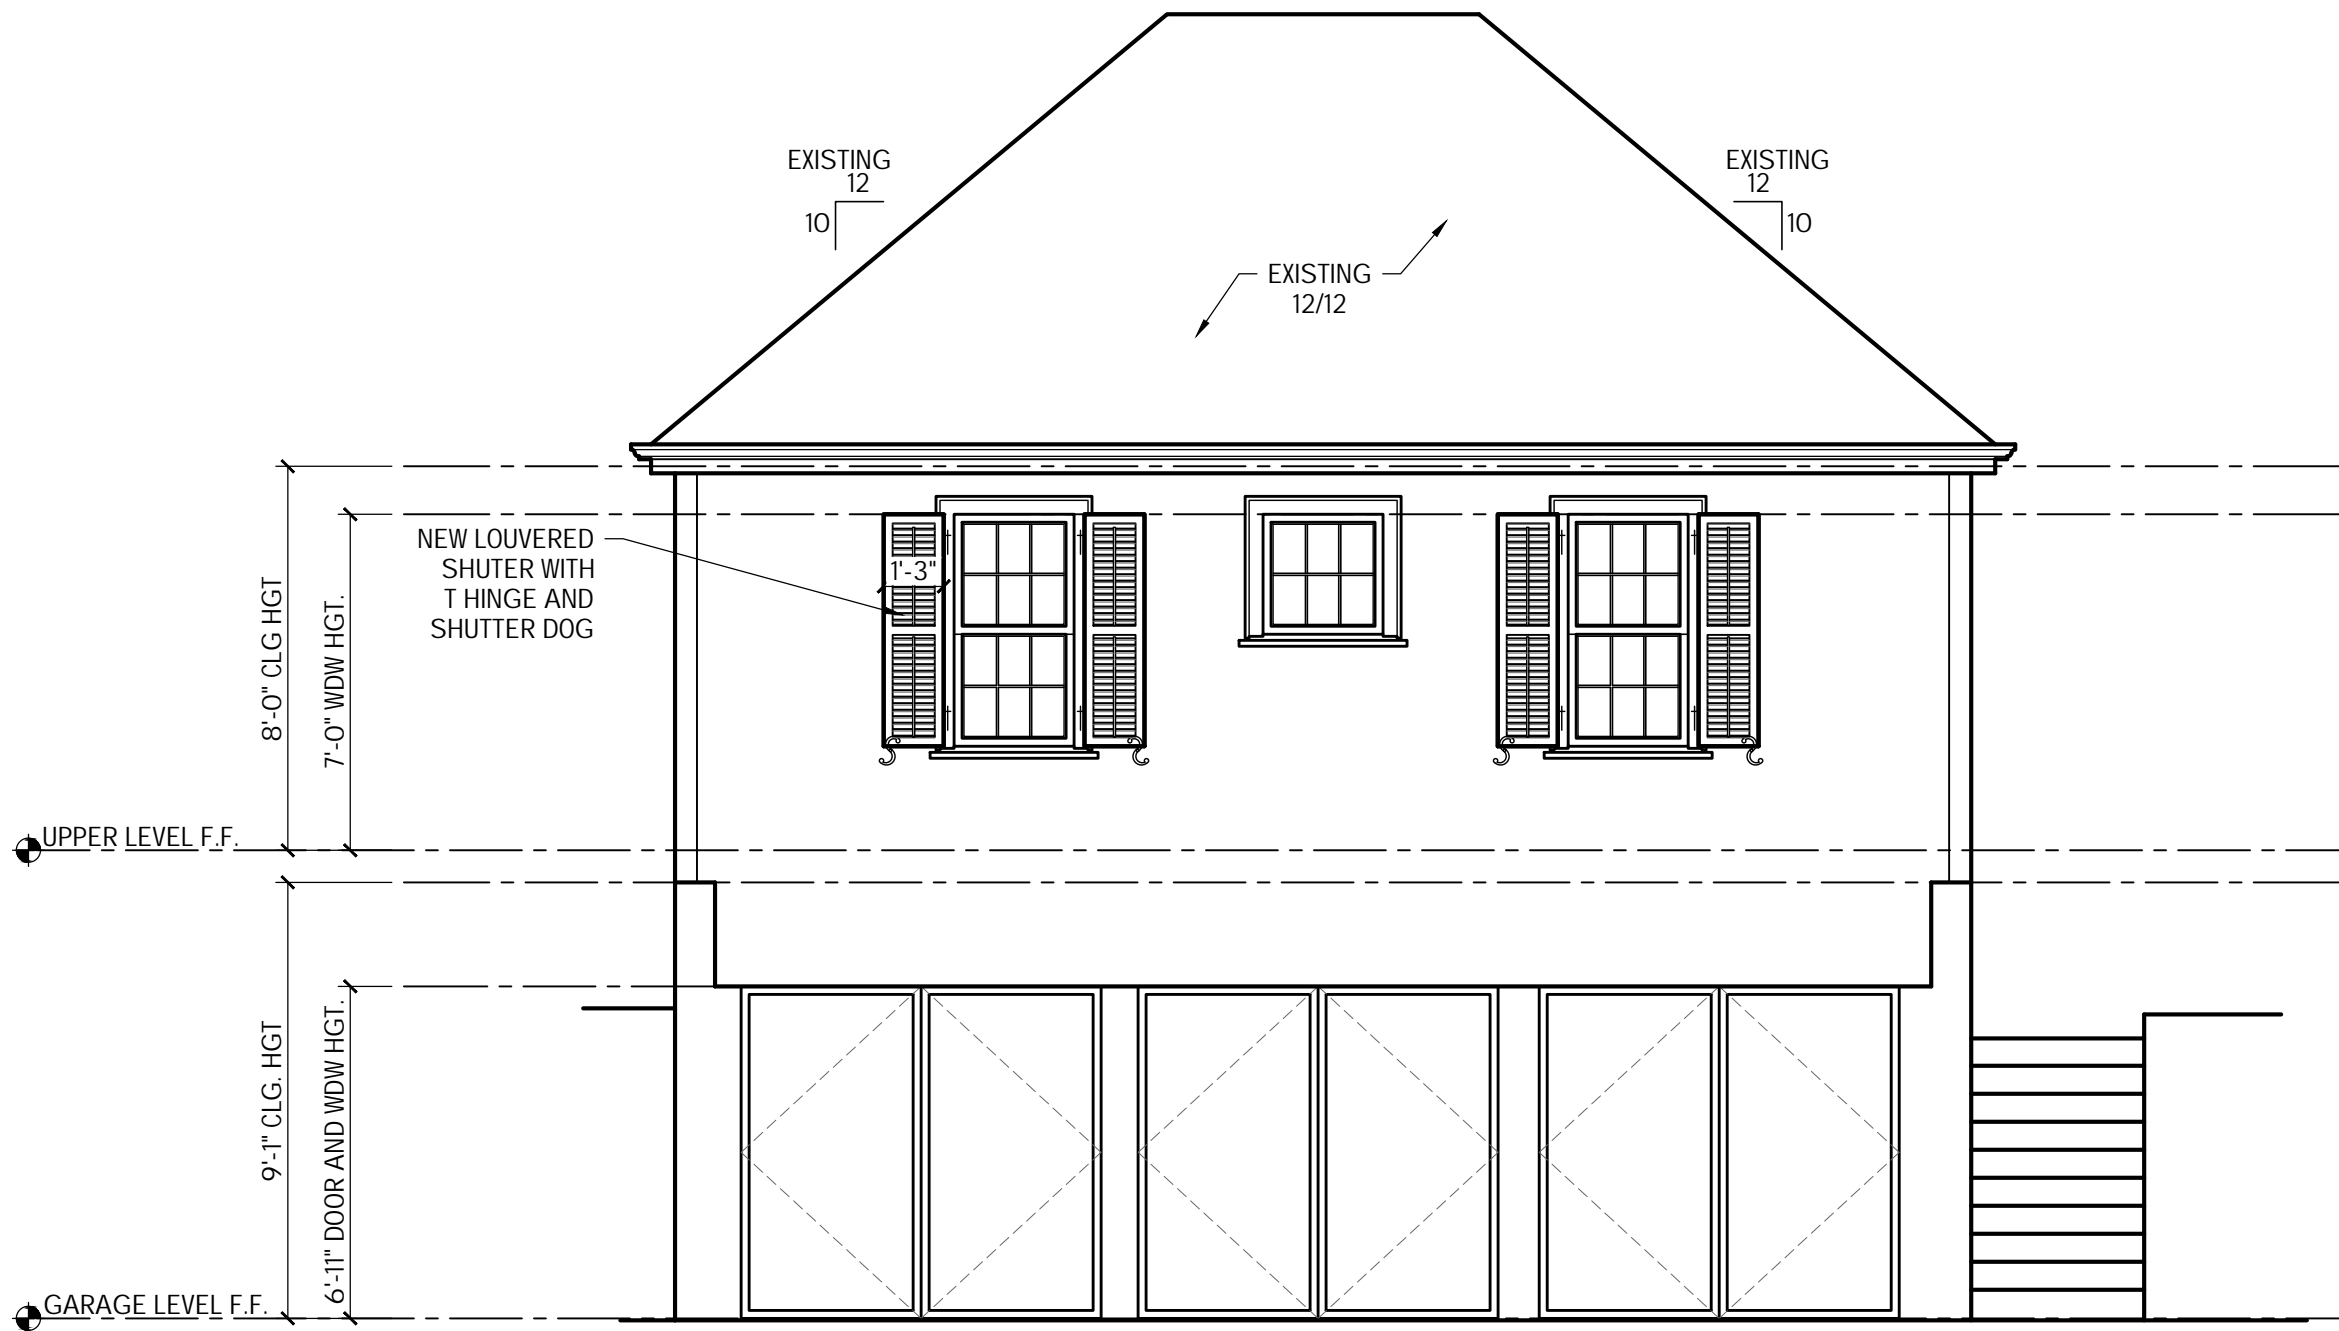 EXISTING
12
10
EXISTING
12
10
EXISTING
12/12
NEW LOUVERED
SHUTER WITH
T HINGE AND
SHUTTER DOG
1'-3"
8'-0" CLG HGT
7'-0" WDW HGT.
UPPER LEVEL F.F.
9'-1" CLG. HGT
6'-11" DOOR AND WDW HGT.
GARAGE LEVEL F.F.